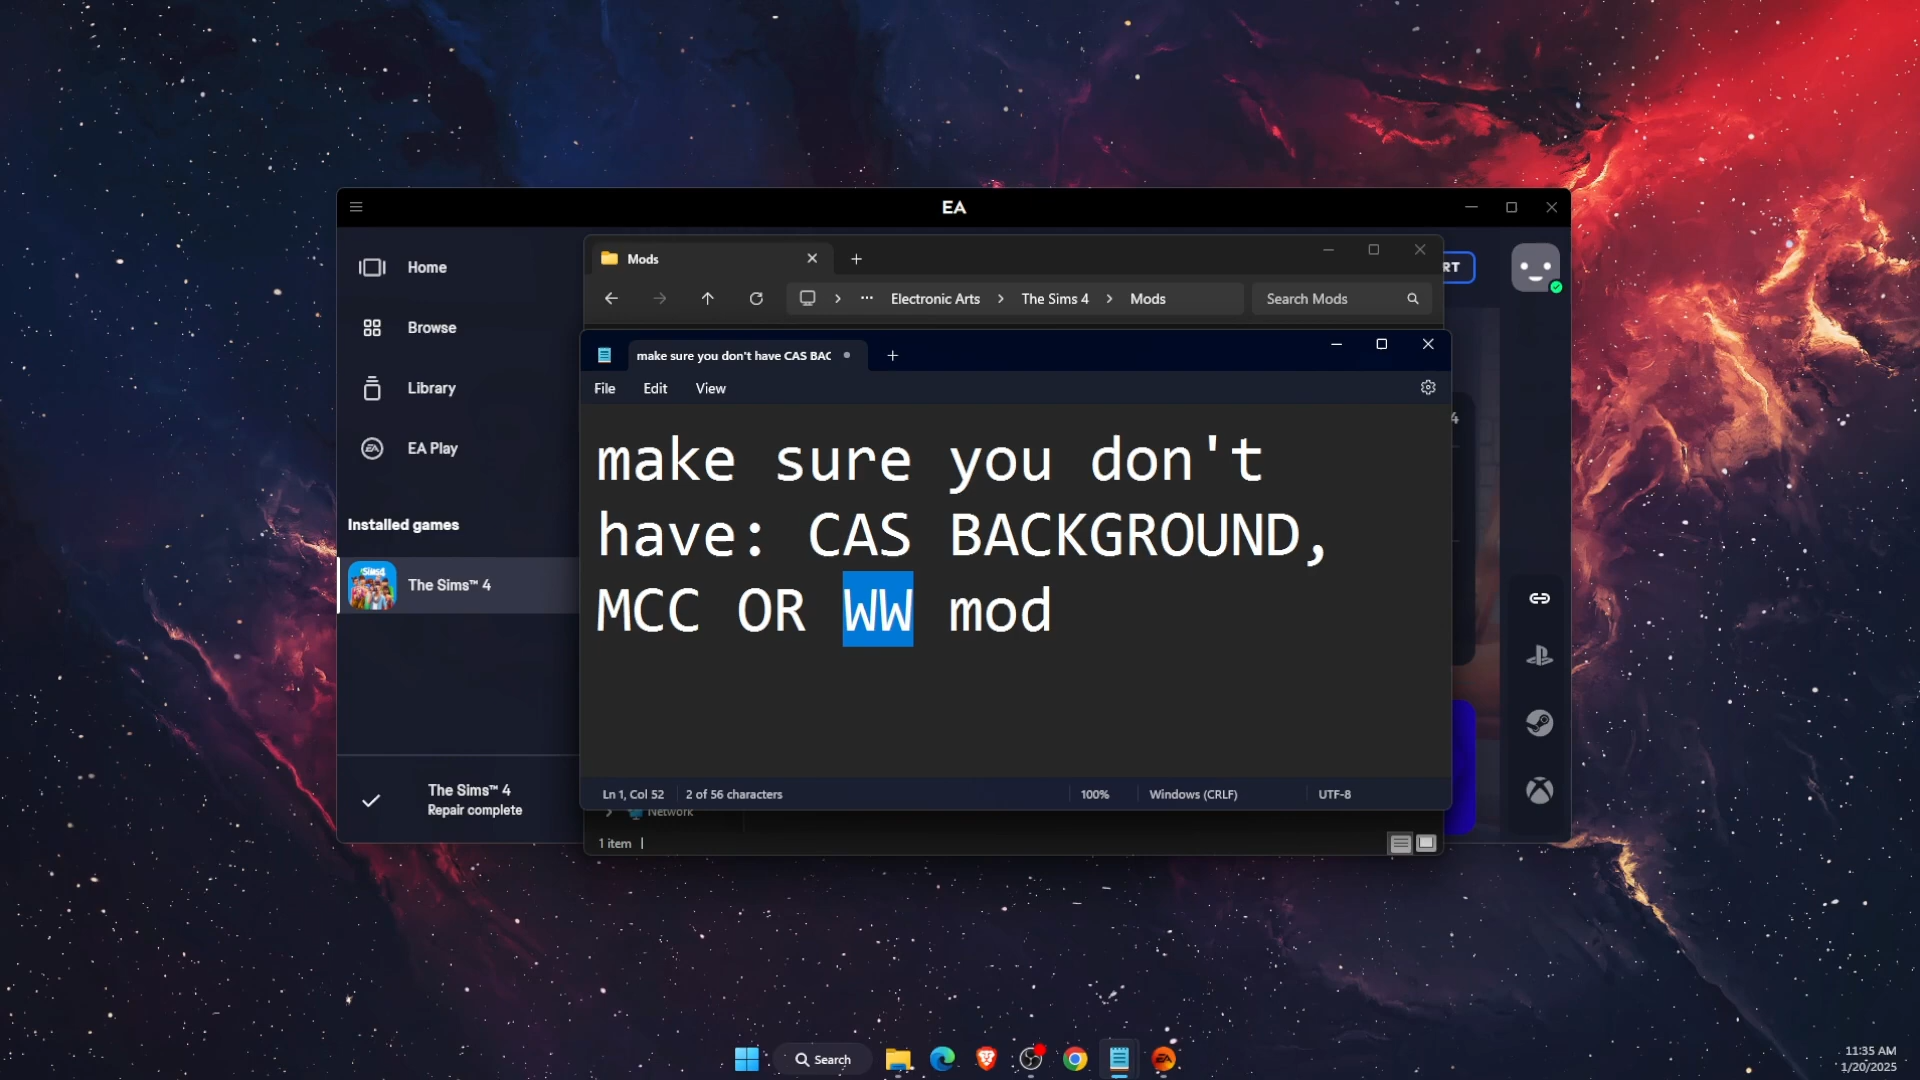 EA
Home
Browse
Library
EA Play
Installed games
The Sims™ 4
The Sims™ 4
Repair complete
Mods
Electronic Arts
The Sims 4
Mods
Search Mods
RT
make sure you don't have CAS BAC
File
Edit
View
make sure you don't
have: CAS BACKGROUND,
MCC OR WW mod
Ln 1, Col 52
2 of 56 characters
100%
Windows (CRLF)
UTF-8
Network
1 item
4
Search
11:35 AM
1/20/2025